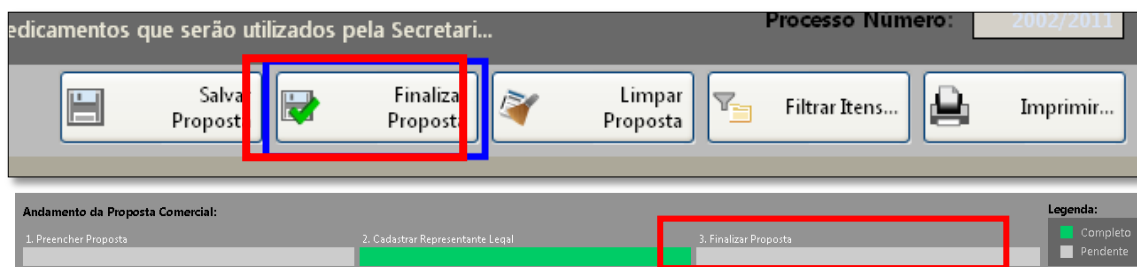 edicamentos que serão utilizados pela Secretari...
Processo Número: 2002/2011
Salva Propost
Finaliza Proposta
Limpar Proposta
Filtrar Itens...
Imprimir...
Andamento da Proposta Comercial:
Legenda:
1. Preencher Proposta
2. Cadastrar Representante Legal
3. Finalizar Proposta
Completo
Pendente